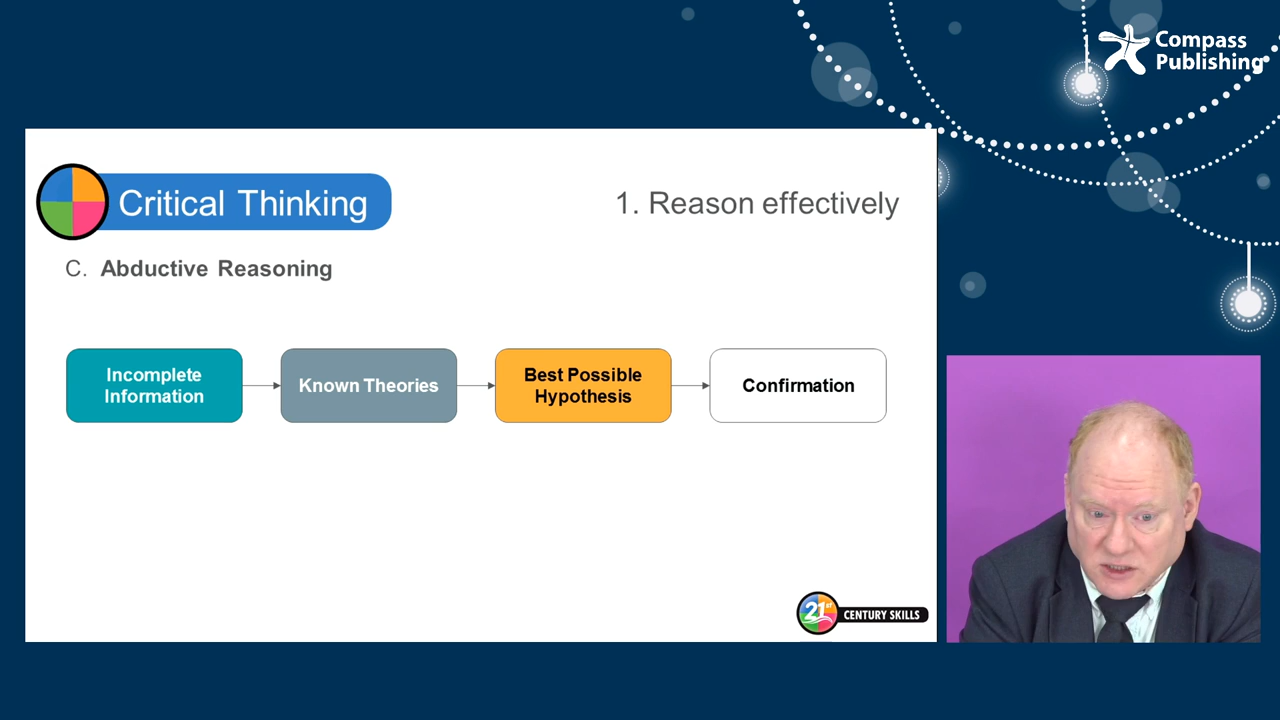 Compass
Publishing
Critical Thinking
1. Reason effectively
C. Abductive Reasoning
Incomplete
Information
Known Theories
Best Possible
Hypothesis
Confirmation
21st CENTURY SKILLS